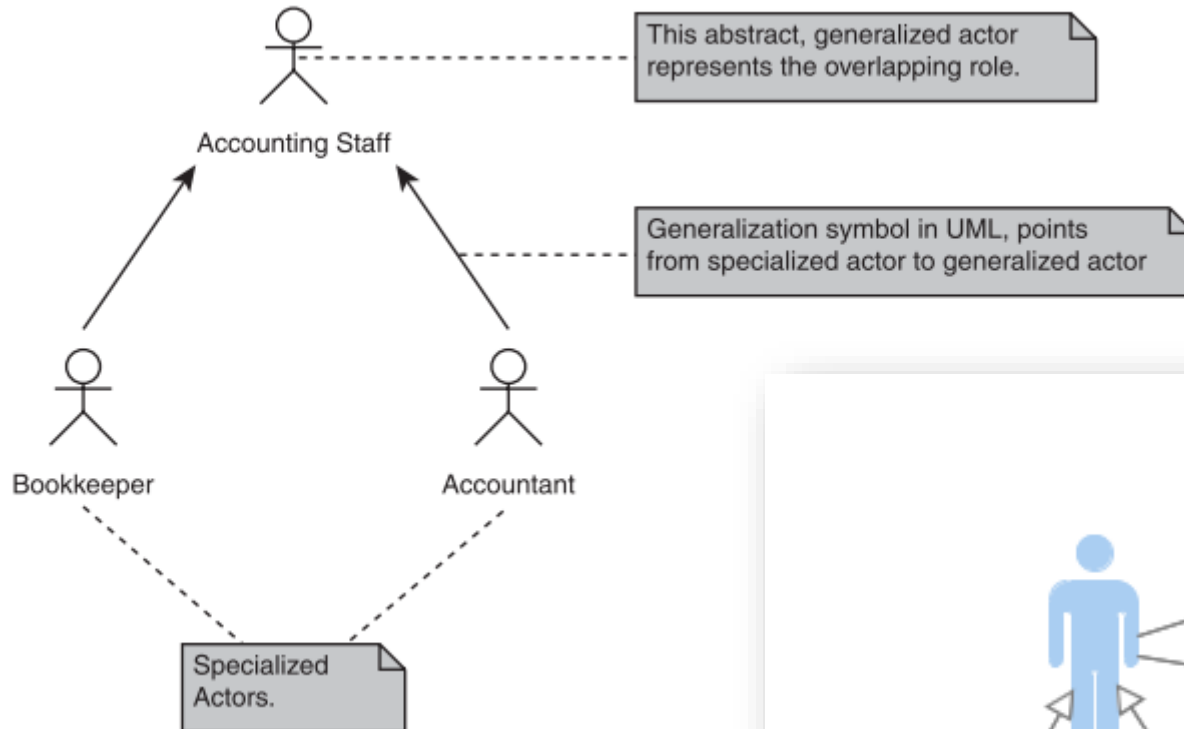 This abstract, generalized actor
represents the overlapping role.
Accounting Staff
Generalization symbol in UML, points
from specialized actor to generalized actor
Bookkeeper
Accountant
Specialized
Actors.